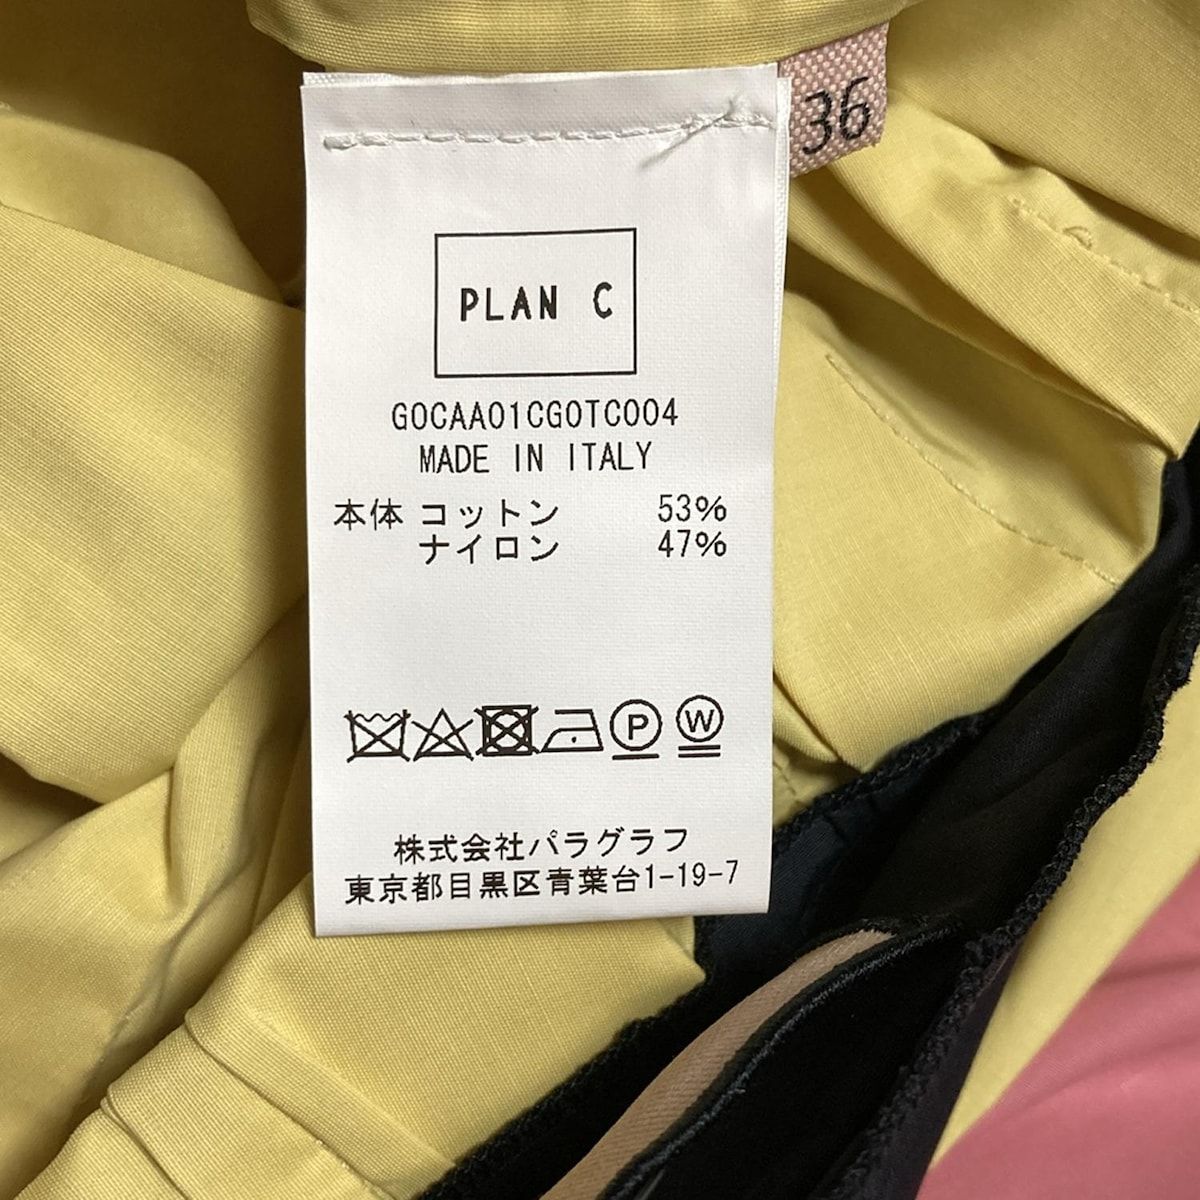 36
PLAN C
GOCAA01CGOTC004
MADE IN ITALY
本体 コットン 53%
ナイロン 47%
P W
株式会社パラグラフ
東京都目黒区青葉台1-19-7